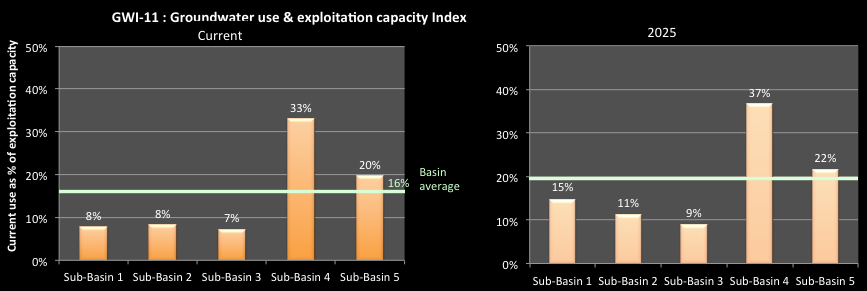 GWI-11 : Groundwater use & exploitation capacity Index
Current
Current use as % of exploitation capacity
50%
40%
30%
20%
10%
0%
8%
8%
7%
33%
20%
16%
Basin
average
Sub-Basin 1
Sub-Basin 2
Sub-Basin 3
Sub-Basin 4
Sub-Basin 5
2025
50%
40%
30%
20%
10%
0%
15%
11%
9%
37%
22%
Sub-Basin 1
Sub-Basin 2
Sub-Basin 3
Sub-Basin 4
Sub-Basin 5